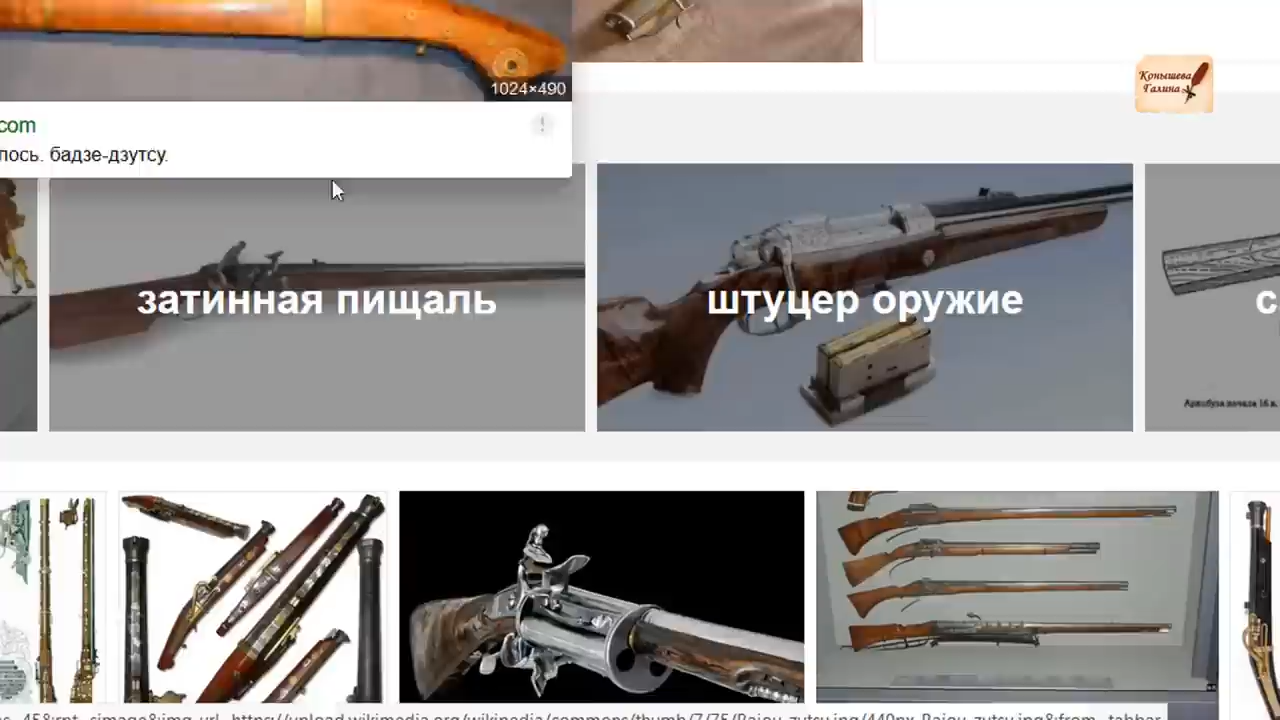 1024×490
Конышева
Галина
com
!
лось. бадзе-дзутсу.
затинная пищаль
штуцер оружие
с
Аркебуза начала 16 в.